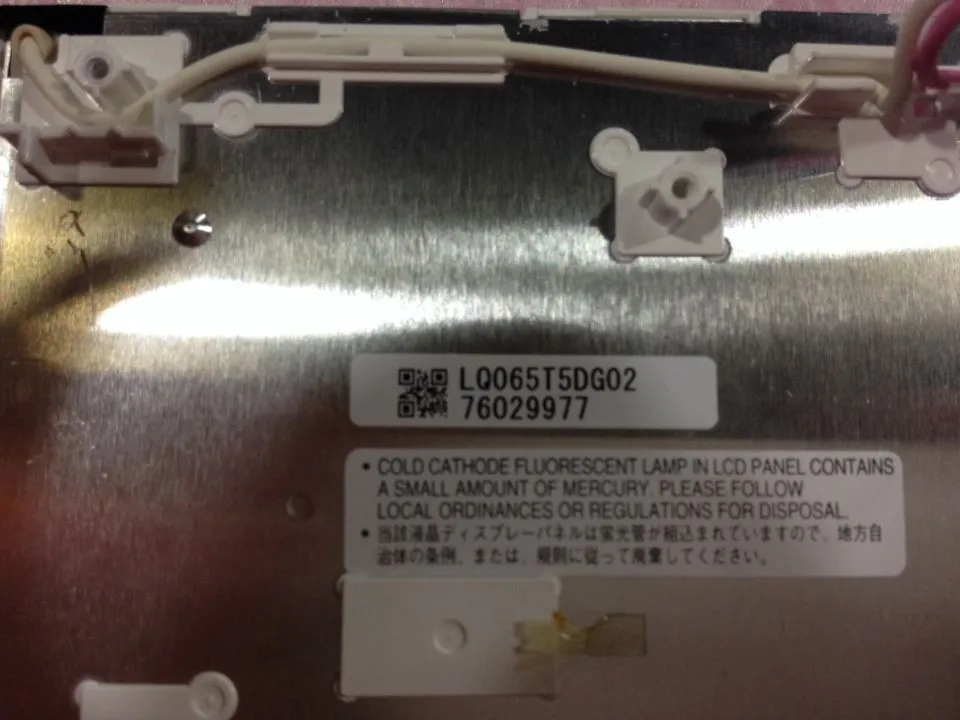 LQ065T5DG02
76029977
• COLD CATHODE FLUORESCENT LAMP IN LCD PANEL CONTAINS
A SMALL AMOUNT OF MERCURY. PLEASE FOLLOW
LOCAL ORDINANCES OR REGULATIONS FOR DISPOSAL.
• 当該液晶ディスプレーパネルは蛍光管が組込まれていますので、地方自
治体の条例、または、規則に従って廃棄してください。